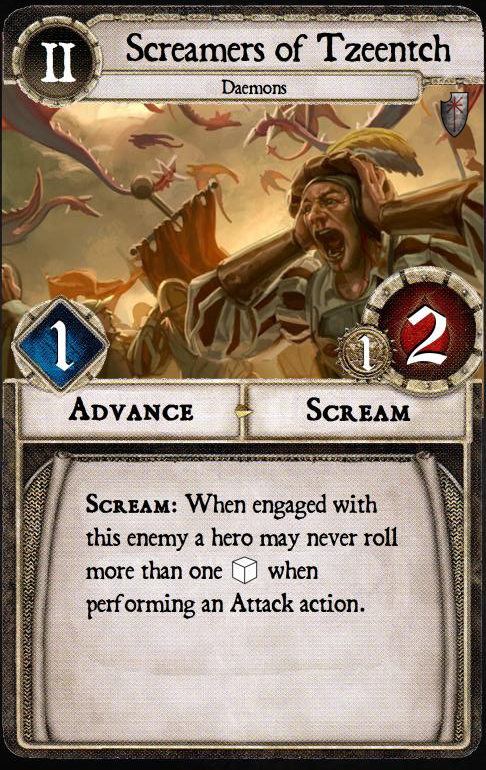 II
Screamers of Tzeentch
Daemons
1
1
2
ADVANCE
SCREAM
SCREAM: When engaged with
this enemy a hero may never roll
more than one when
performing an Attack action.